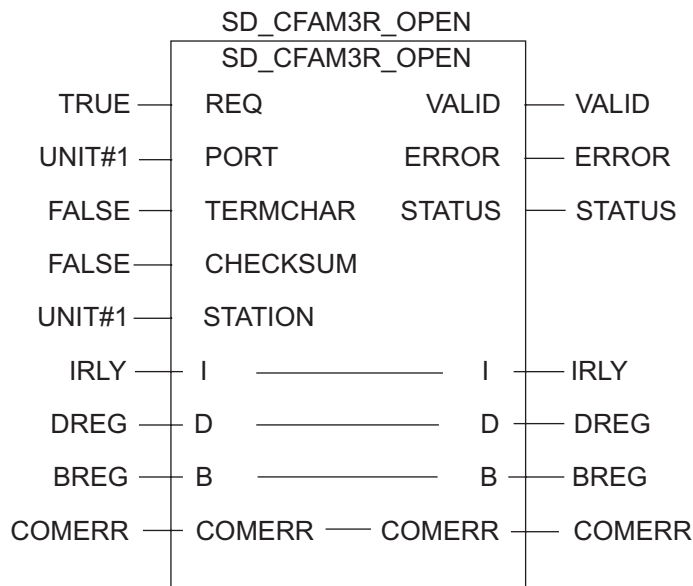 SD_CFAM3R_OPEN
SD_CFAM3R_OPEN
TRUE REQ VALID VALID
UNIT#1 PORT ERROR ERROR
FALSE TERMCHAR STATUS STATUS
FALSE CHECKSUM
UNIT#1 STATION
IRLY I I IRLY
DREG D D DREG
BREG B B BREG
COMERR COMERR COMERR COMERR